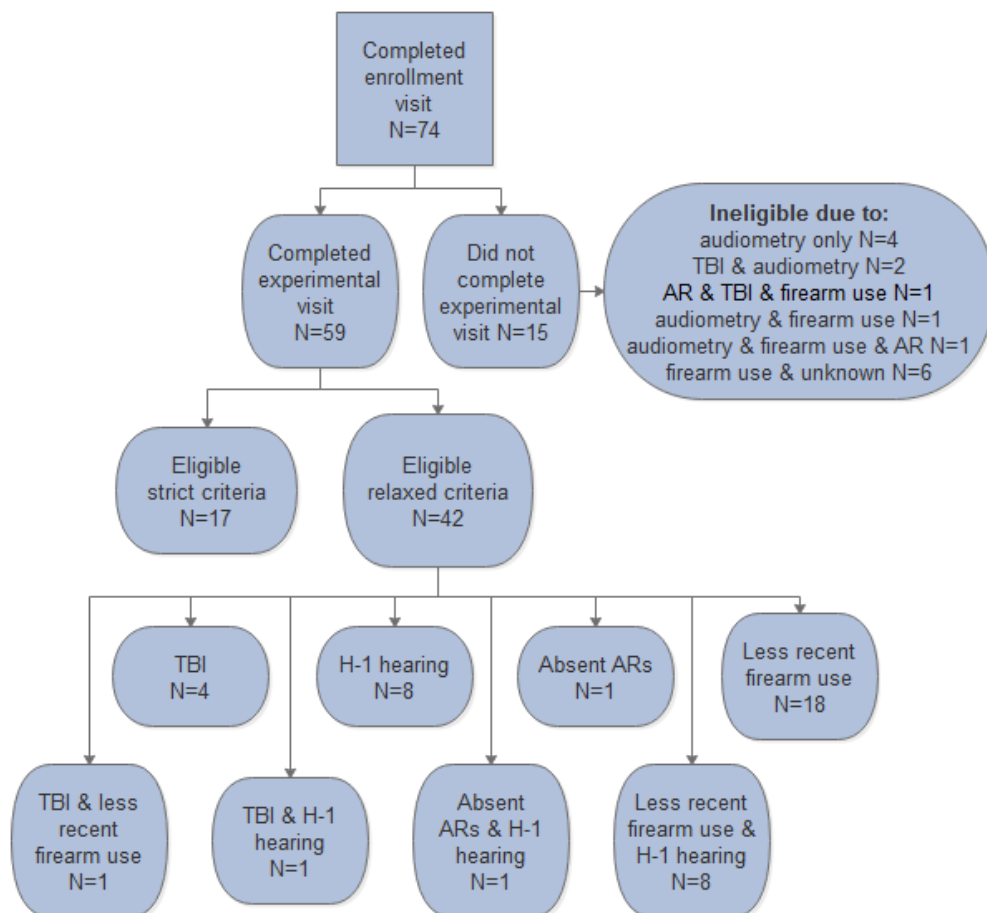 Completed
enrollment
visit
N=74
Completed
experimental
visit
N=59
Did not
complete
experimental
visit N=15
Ineligible due to:
audiometry only N=4
TBI & audiometry N=2
AR & TBI & firearm use N=1
audiometry & firearm use N=1
audiometry & firearm use & AR N=1
firearm use & unknown N=6
Eligible
strict criteria
N=17
Eligible
relaxed criteria
N=42
TBI
N=4
H-1 hearing
N=8
Absent ARs
N=1
Less recent
firearm use
N=18
TBI & less
recent
firearm use
N=1
TBI & H-1
hearing
N=1
Absent
ARs & H-1
hearing
N=1
Less recent
firearm use &
H-1 hearing
N=8